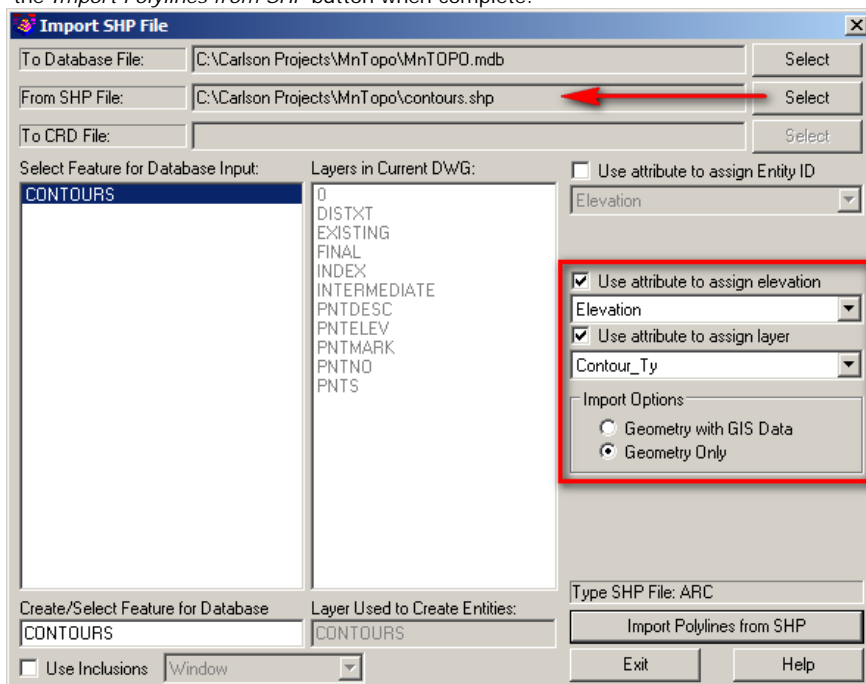 the Import Polylines from SHP button when complete.
Import SHP File
To Database File:
C:\Carlson Projects\MnTopo\MnTOPO.mdb
Select
From SHP File:
C:\Carlson Projects\MnTopo\contours.shp
Select
To CRD File:
Select
Select Feature for Database Input:
CONTOURS
Layers in Current DWG:
0
DISTXT
EXISTING
FINAL
INDEX
INTERMEDIATE
PNTDESC
PNTELEV
PNTMARK
PNTNO
PNTS
Use attribute to assign Entity ID
Elevation
Use attribute to assign elevation
Elevation
Use attribute to assign layer
Contour_Ty
Import Options
Geometry with GIS Data
Geometry Only
Type SHP File: ARC
Create/Select Feature for Database
CONTOURS
Layer Used to Create Entities:
CONTOURS
Import Polylines from SHP
Use Inclusions
Window
Exit
Help